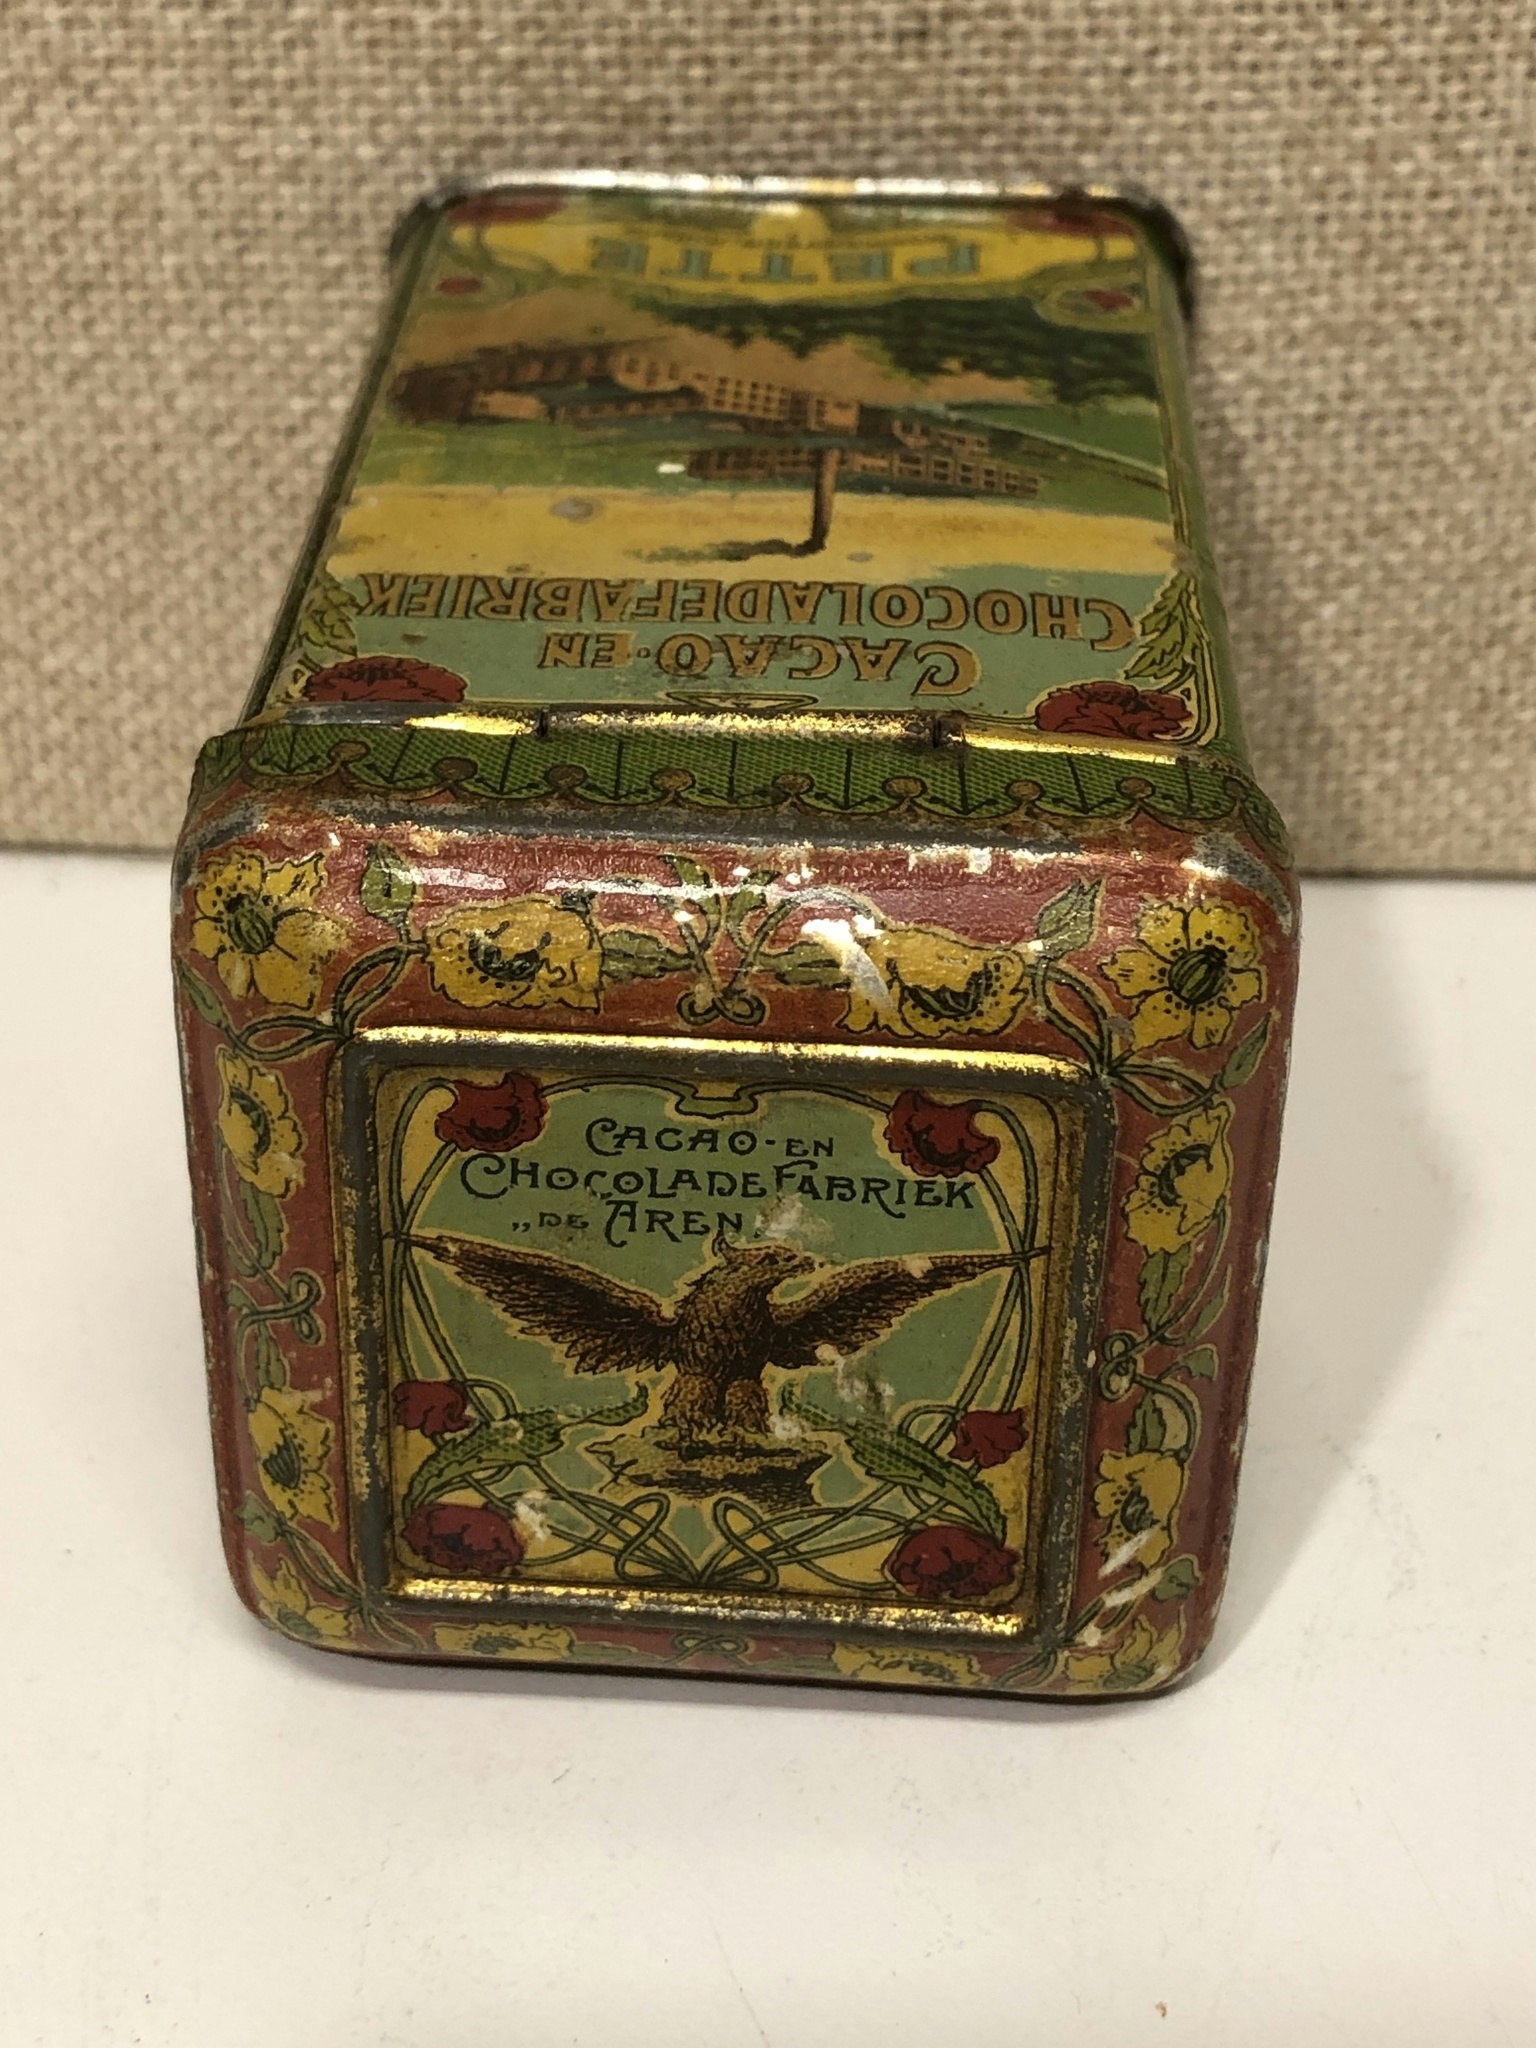 CACAO-EN
CHOCOLADEFABRIEK
„DE AREN
CACAO-EN
CHOCOLADEFABRIEK
PETTE